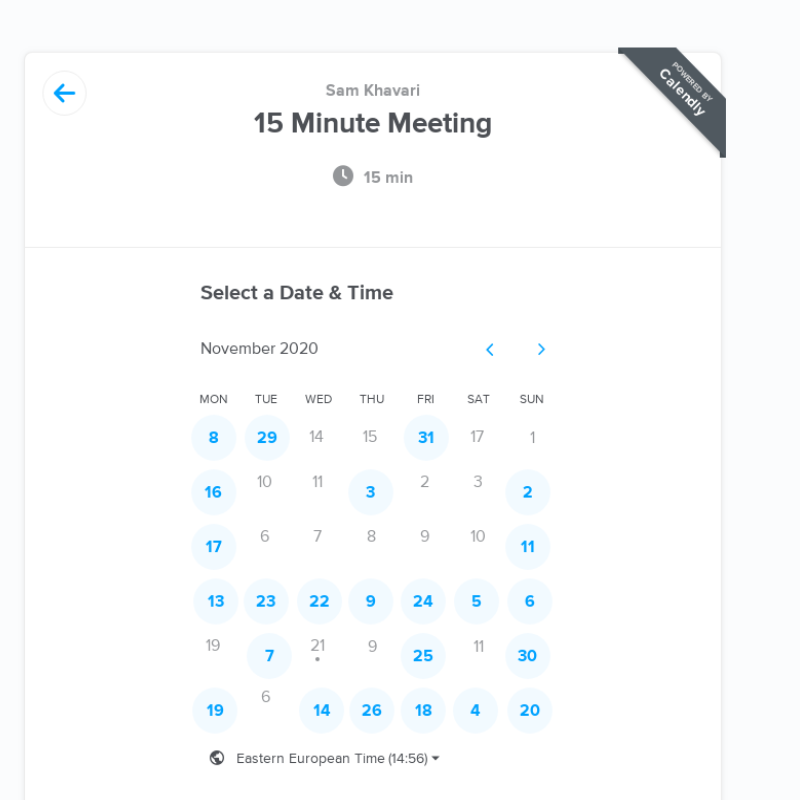 POWERED BY
Calendly
Sam Khavari
15 Minute Meeting
15 min
Select a Date & Time
November 2020
MON TUE WED THU FRI SAT SUN
8 29 14 15 31 17 1
16 10 11 3 2 3 2
17 6 7 8 9 10 11
13 23 22 9 24 5 6
19 7 21 9 25 11 30
19 6 14 26 18 4 20
Eastern European Time (14:56)